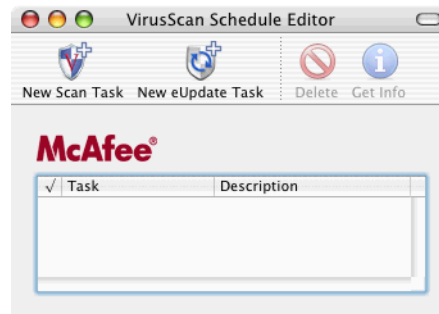 VirusScan Schedule Editor
New Scan Task New eUpdate Task Delete Get Info
McAfee®
√ Task Description